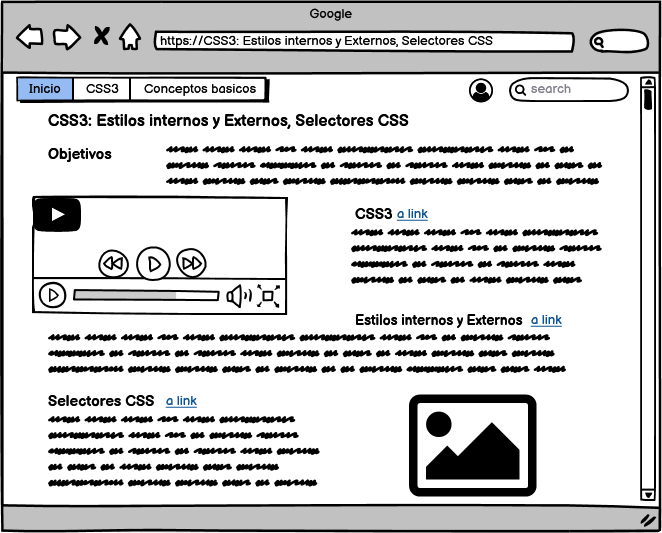 Google
https://CSS3: Estilos internos y Externos, Selectores CSS
Inicio CSS3 Conceptos basicos
search
CSS3: Estilos internos y Externos, Selectores CSS
Objetivos
CSS3 a link
Estilos internos y Externos a link
Selectores CSS a link